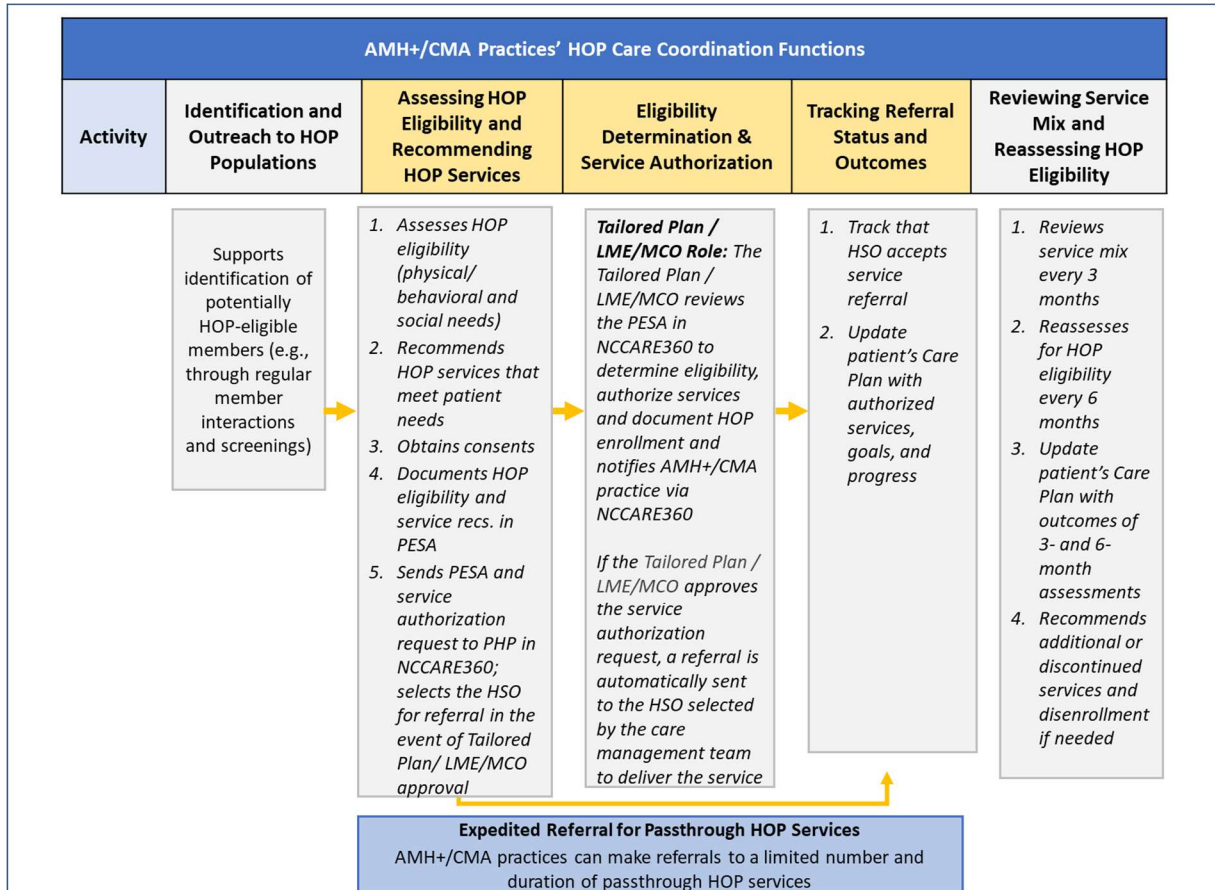 AMH+/CMA Practices’ HOP Care Coordination Functions
Activity
Identification and
Outreach to HOP
Populations
Assessing HOP
Eligibility and
Recommending
HOP Services
Eligibility
Determination &
Service Authorization
Tracking Referral
Status and
Outcomes
Reviewing Service
Mix and
Reassessing HOP
Eligibility
Supports
identification of
potentially
HOP-eligible
members (e.g.,
through regular
member
interactions
and screenings)
1. Assesses HOP
eligibility
(physical/
behavioral and
social needs)
2. Recommends
HOP services that
meet patient
needs
3. Obtains consents
4. Documents HOP
eligibility and
service recs. in
PESA
5. Sends PESA and
service
authorization
request to PHP in
NCCARE360;
selects the HSO
for referral in the
event of Tailored
Plan/ LME/MCO
approval
Tailored Plan /
LME/MCO Role: The
Tailored Plan /
LME/MCO reviews
the PESA in
NCCARE360 to
determine eligibility,
authorize services
and document HOP
enrollment and
notifies AMH+/CMA
practice via
NCCARE360
If the Tailored Plan /
LME/MCO approves
the service
authorization
request, a referral is
automatically sent
to the HSO selected
by the care
management team
to deliver the service
1. Track that
HSO accepts
service
referral
2. Update
patient’s Care
Plan with
authorized
services,
goals, and
progress
1. Reviews
service mix
every 3
months
2. Reassesses
for HOP
eligibility
every 6
months
3. Update
patient’s Care
Plan with
outcomes of
3- and 6-
month
assessments
4. Recommends
additional or
discontinued
services and
disenrollment
if needed
Expedited Referral for Passthrough HOP Services
AMH+/CMA practices can make referrals to a limited number and
duration of passthrough HOP services